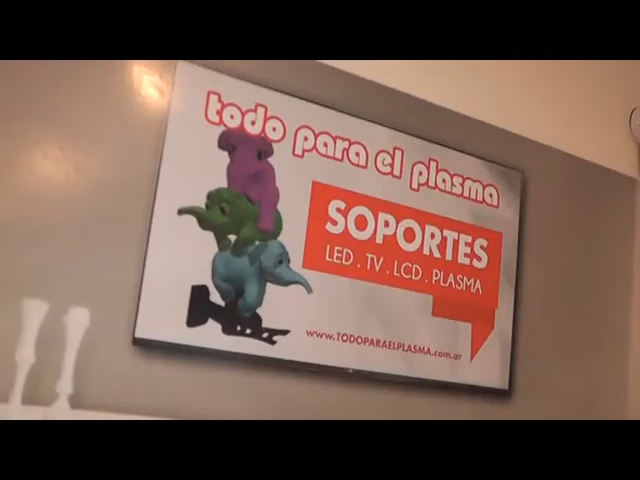 todo para el plasma
SOPORTES
LED . TV . LCD . PLASMA
www.TODOPARAELPLASMA.com.ar